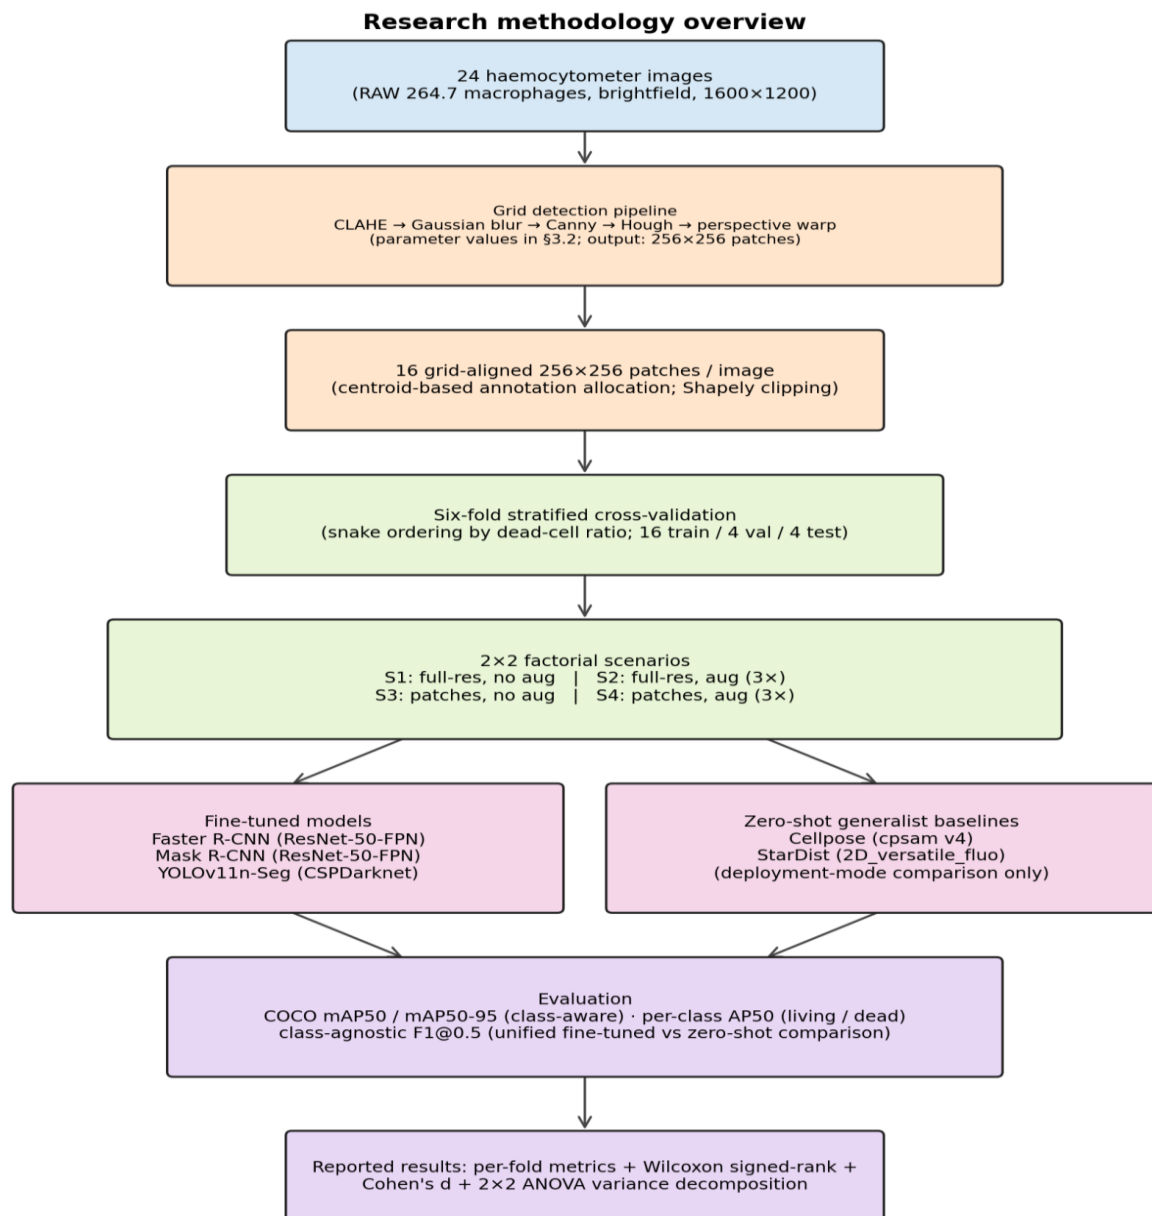 Research methodology overview
24 haemocytometer images
(RAW 264.7 macrophages, brightfield, 1600×1200)
Grid detection pipeline
CLAHE → Gaussian blur → Canny → Hough → perspective warp
(parameter values in §3.2; output: 256×256 patches)
16 grid-aligned 256×256 patches / image
(centroid-based annotation allocation; Shapely clipping)
Six-fold stratified cross-validation
(snake ordering by dead-cell ratio; 16 train / 4 val / 4 test)
2×2 factorial scenarios
S1: full-res, no aug | S2: full-res, aug (3×)
S3: patches, no aug | S4: patches, aug (3×)
Fine-tuned models
Faster R-CNN (ResNet-50-FPN)
Mask R-CNN (ResNet-50-FPN)
YOLOv11n-Seg (CSPDarknet)
Zero-shot generalist baselines
Cellpose (cpsam v4)
StarDist (2D_versatile_fluo)
(deployment-mode comparison only)
Evaluation
COCO mAP50 / mAP50-95 (class-aware) · per-class AP50 (living / dead)
class-agnostic F1@0.5 (unified fine-tuned vs zero-shot comparison)
Reported results: per-fold metrics + Wilcoxon signed-rank +
Cohen's d + 2×2 ANOVA variance decomposition